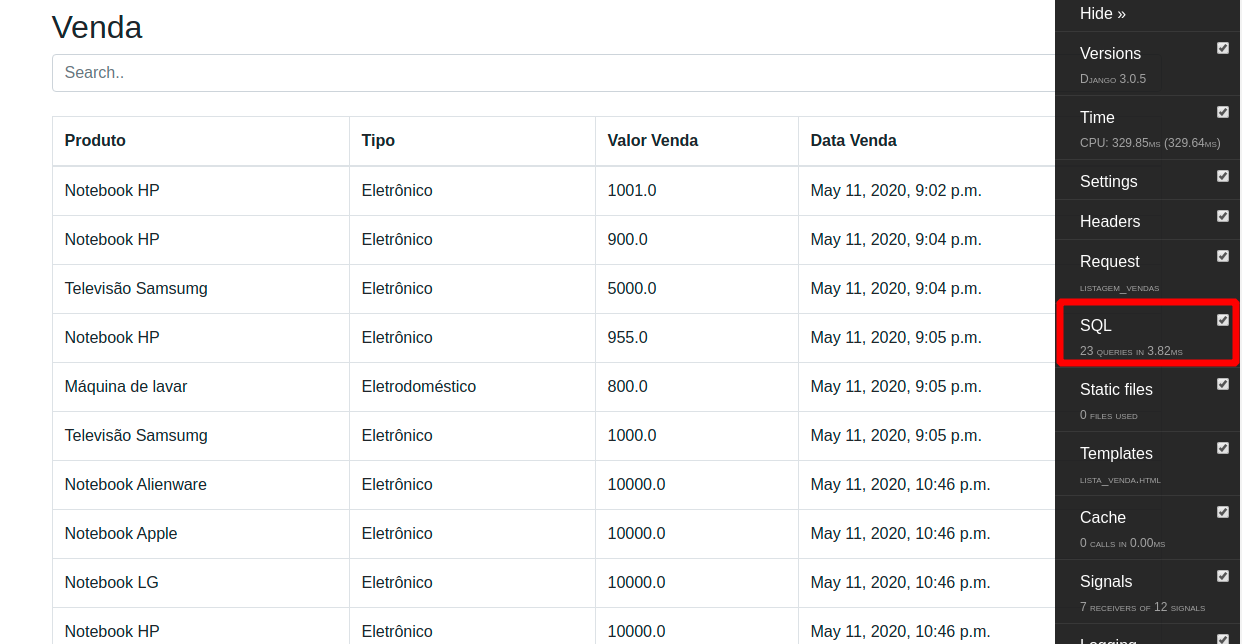 Venda
Search..
Produto Tipo Valor Venda Data Venda
Notebook HP Eletrônico 1001.0 May 11, 2020, 9:02 p.m.
Notebook HP Eletrônico 900.0 May 11, 2020, 9:04 p.m.
Televisão Samsumg Eletrônico 5000.0 May 11, 2020, 9:04 p.m.
Notebook HP Eletrônico 955.0 May 11, 2020, 9:05 p.m.
Máquina de lavar Eletrodoméstico 800.0 May 11, 2020, 9:05 p.m.
Televisão Samsumg Eletrônico 1000.0 May 11, 2020, 9:05 p.m.
Notebook Alienware Eletrônico 10000.0 May 11, 2020, 10:46 p.m.
Notebook Apple Eletrônico 10000.0 May 11, 2020, 10:46 p.m.
Notebook LG Eletrônico 10000.0 May 11, 2020, 10:46 p.m.
Notebook HP Eletrônico 10000.0 May 11, 2020, 10:46 p.m.
Hide »
Versions
Django 3.0.5
Time
CPU: 329.85ms (329.64ms)
Settings
Headers
Request
listagem_vendas
SQL
23 queries in 3.82ms
Static files
0 files used
Templates
lista_venda.html
Cache
0 calls in 0.00ms
Signals
7 receivers of 12 signals
Logging